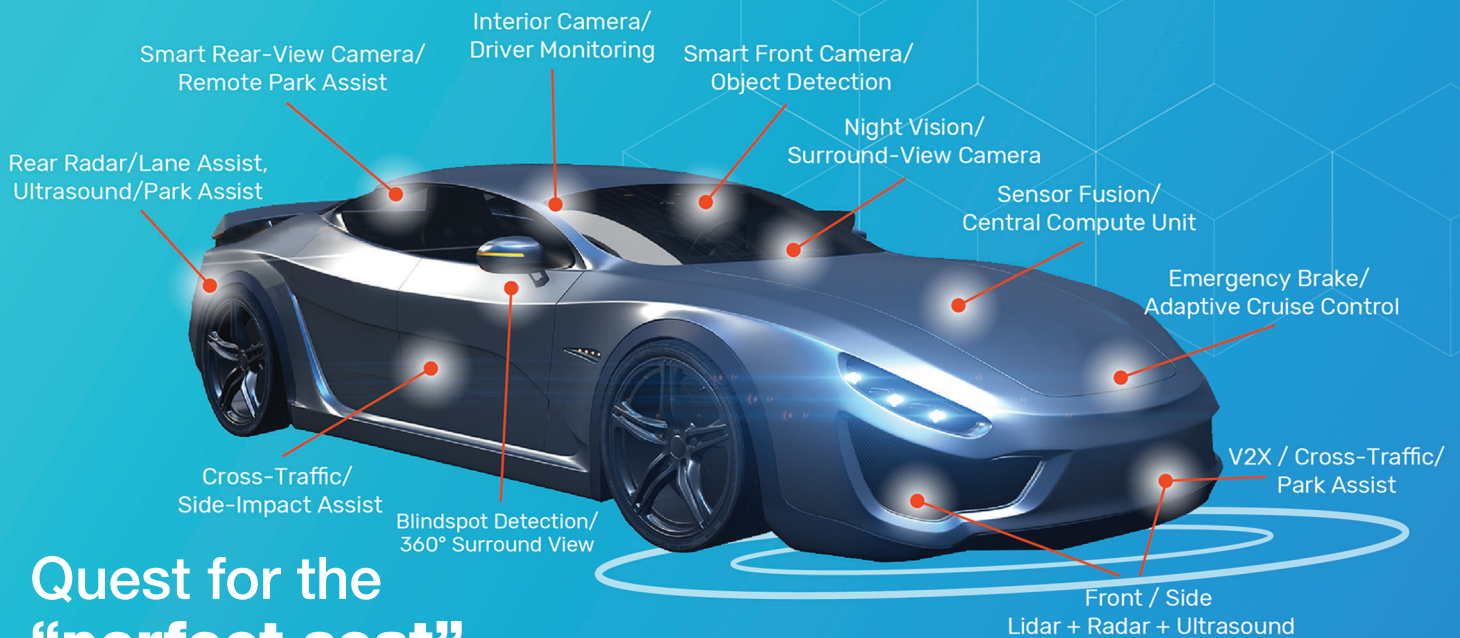 Interior Camera/
Driver Monitoring
Smart Rear-View Camera/
Remote Park Assist
Smart Front Camera/
Object Detection
Night Vision/
Surround-View Camera
Rear Radar/Lane Assist,
Ultrasound/Park Assist
Sensor Fusion/
Central Compute Unit
Emergency Brake/
Adaptive Cruise Control
V2X / Cross-Traffic/
Park Assist
Cross-Traffic/
Side-Impact Assist
Blindspot Detection/
360° Surround View
Front / Side
Lidar + Radar + Ultrasound
Quest for the
“perfect seat”